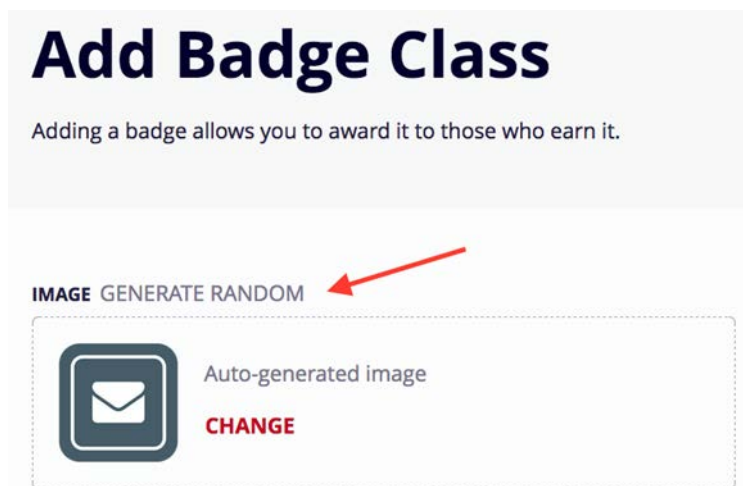 Add Badge Class
Adding a badge allows you to award it to those who earn it.
IMAGE GENERATE RANDOM
Auto-generated image
CHANGE